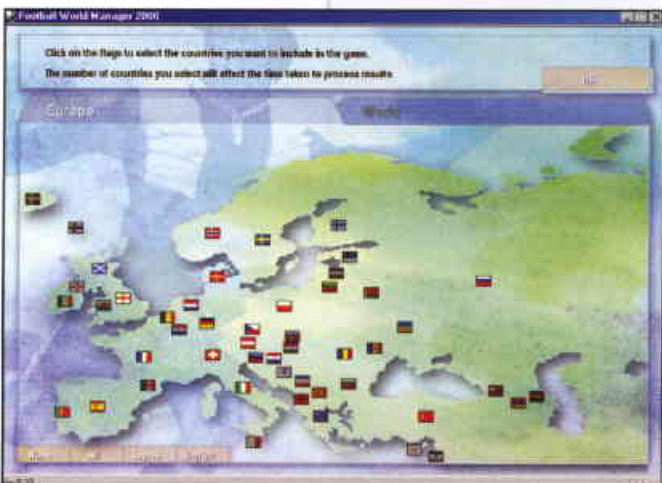 Football World Manager 2000
Click on the flags to select the countries you want to include in the game.
The number of countries you select will effect the time taken to process results.
Europe
World